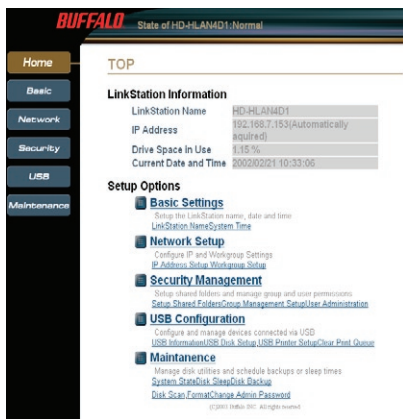 BUFFALO State of HD-HLAN4D1:Normal
Home
Basic
Network
Security
USB
Maintenance
TOP
LinkStation Information
LinkStation Name HD-HLAN4D1
IP Address 192.168.7.153(Automatically aquired)
Drive Space in Use 1.15 %
Current Date and Time 2002/02/21 10:33:06
Setup Options
Basic Settings
Setup the LinkStation name, date and time
LinkStation NameSystem Time
Network Setup
Configure IP and Workgroup Settings
IP Address Setup Workgroup Setup
Security Management
Setup shared folders and manage group and user permissions
Setup Shared FoldersGroup Management SetupUser Administration
USB Configuration
Configure and manage devices connected via USB
USB InformationUSB Disk Setup,USB Printer SetupClear Print Queue
Maintanence
Manage disk utilities and schedule backups or sleep times
System StateDisk SleepDisk Backup
Disk Scan,FormatChange Admin Password
(C)2003 Buffalo INC. All rights reserved